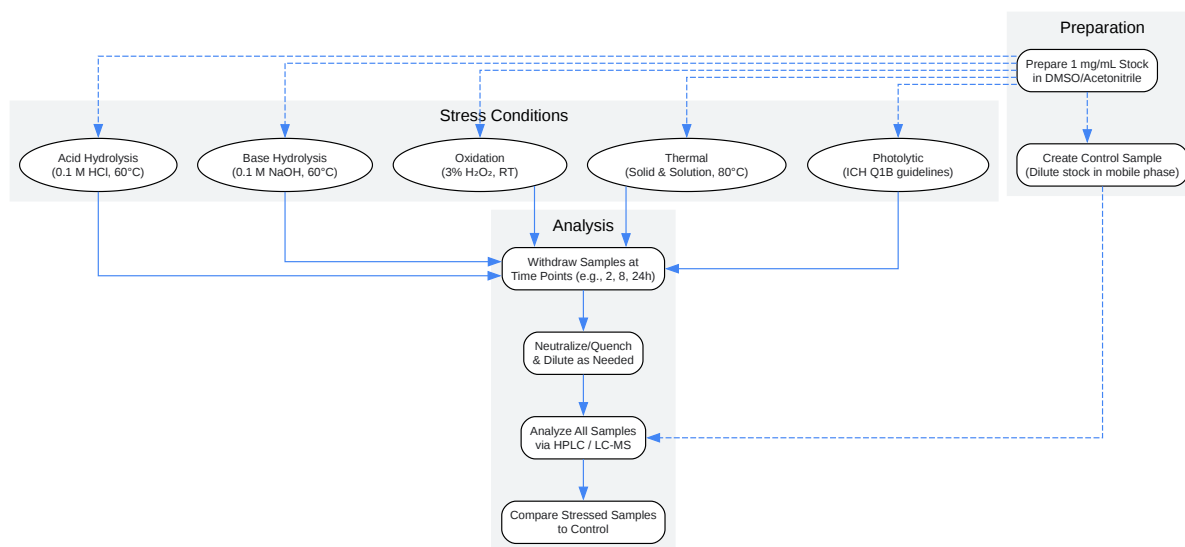 Preparation
Prepare 1 mg/mL Stock
in DMSO/Acetonitrile
Create Control Sample
(Dilute stock in mobile phase)
Stress Conditions
Acid Hydrolysis
(0.1 M HCl, 60°C)
Base Hydrolysis
(0.1 M NaOH, 60°C)
Oxidation
(3% H₂O₂, RT)
Thermal
(Solid & Solution, 80°C)
Photolytic
(ICH Q1B guidelines)
Analysis
Withdraw Samples at
Time Points (e.g., 2, 8, 24h)
Neutralize/Quench
& Dilute as Needed
Analyze All Samples
via HPLC / LC-MS
Compare Stressed Samples
to Control